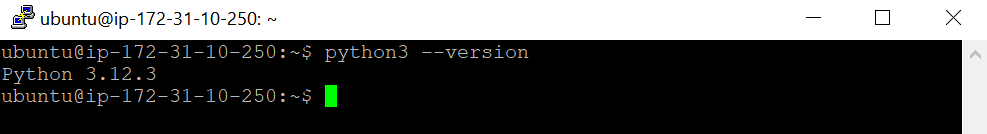 ubuntu@ip-172-31-10-250: ~
ubuntu@ip-172-31-10-250:~$ python3 --version
Python 3.12.3
ubuntu@ip-172-31-10-250:~$